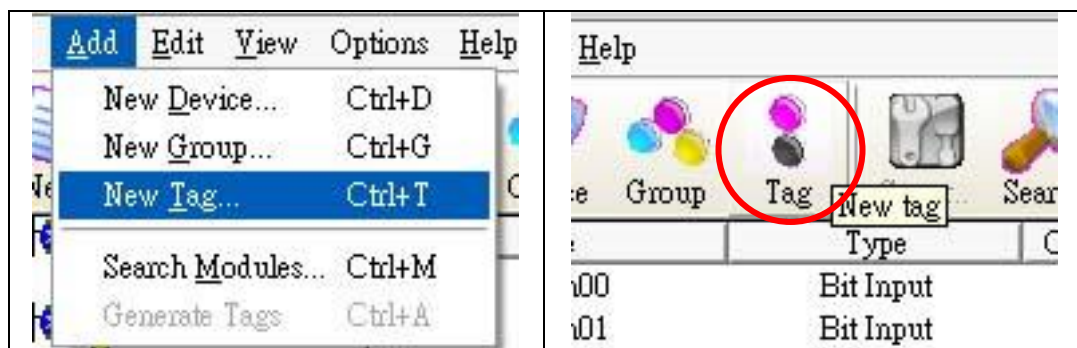 Add Edit View Options Help
New Device... Ctrl+D
New Group... Ctrl+G
New Tag... Ctrl+T
Search Modules... Ctrl+M
Generate Tags Ctrl+A
Help
Group Tag
New tag
Type
Bit Input
Bit Input